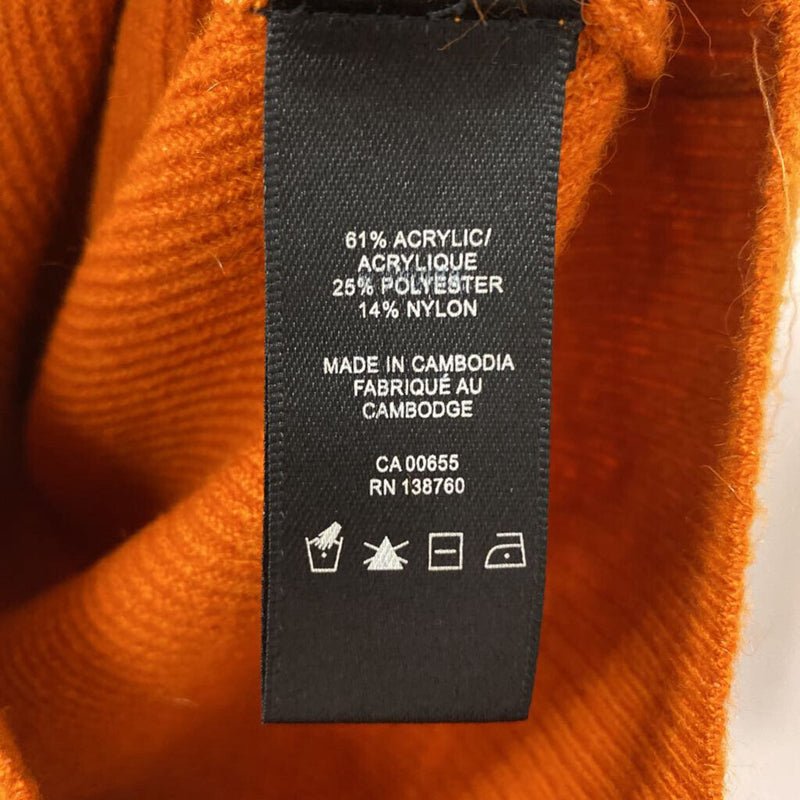 61% ACRYLIC/
ACRYLIQUE
25% POLYESTER
14% NYLON
MADE IN CAMBODIA
FABRIQUÉ AU
CAMBODGE
CA 00655
RN 138760